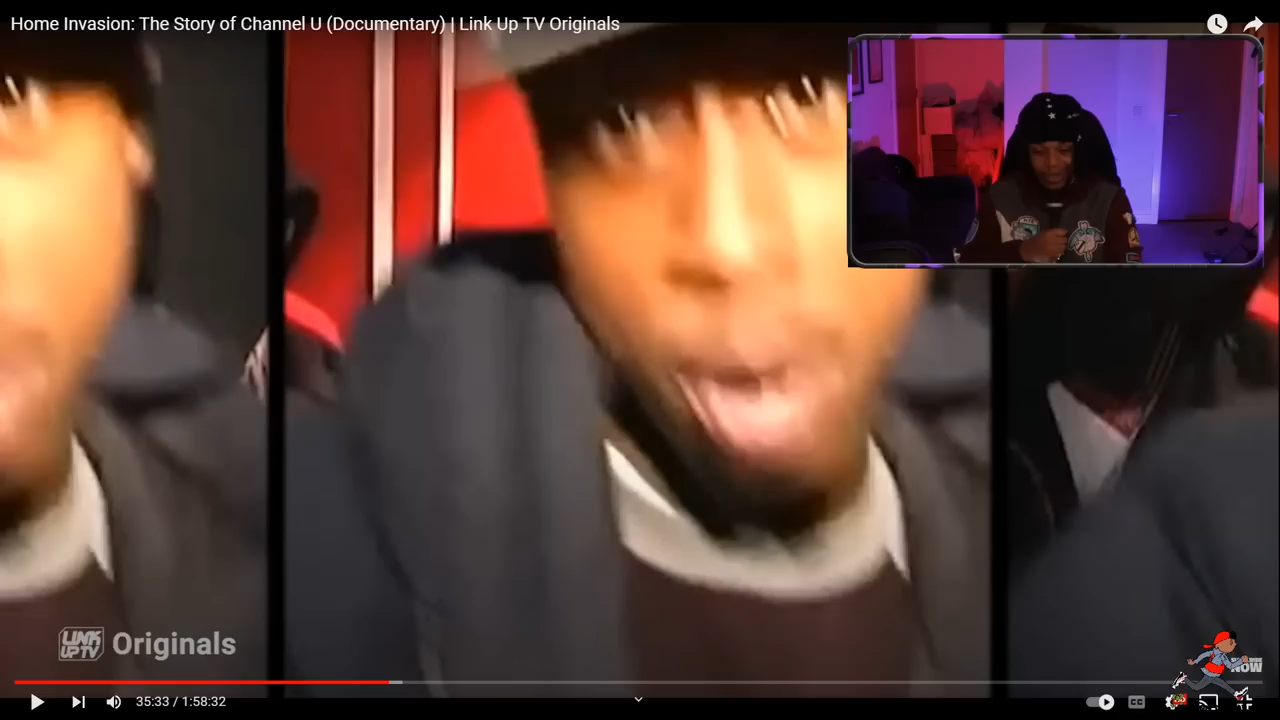 Home Invasion: The Story of Channel U (Documentary) | Link Up TV Originals
LINK UP TV Originals
NOW
35:33 / 1:58:32
CC